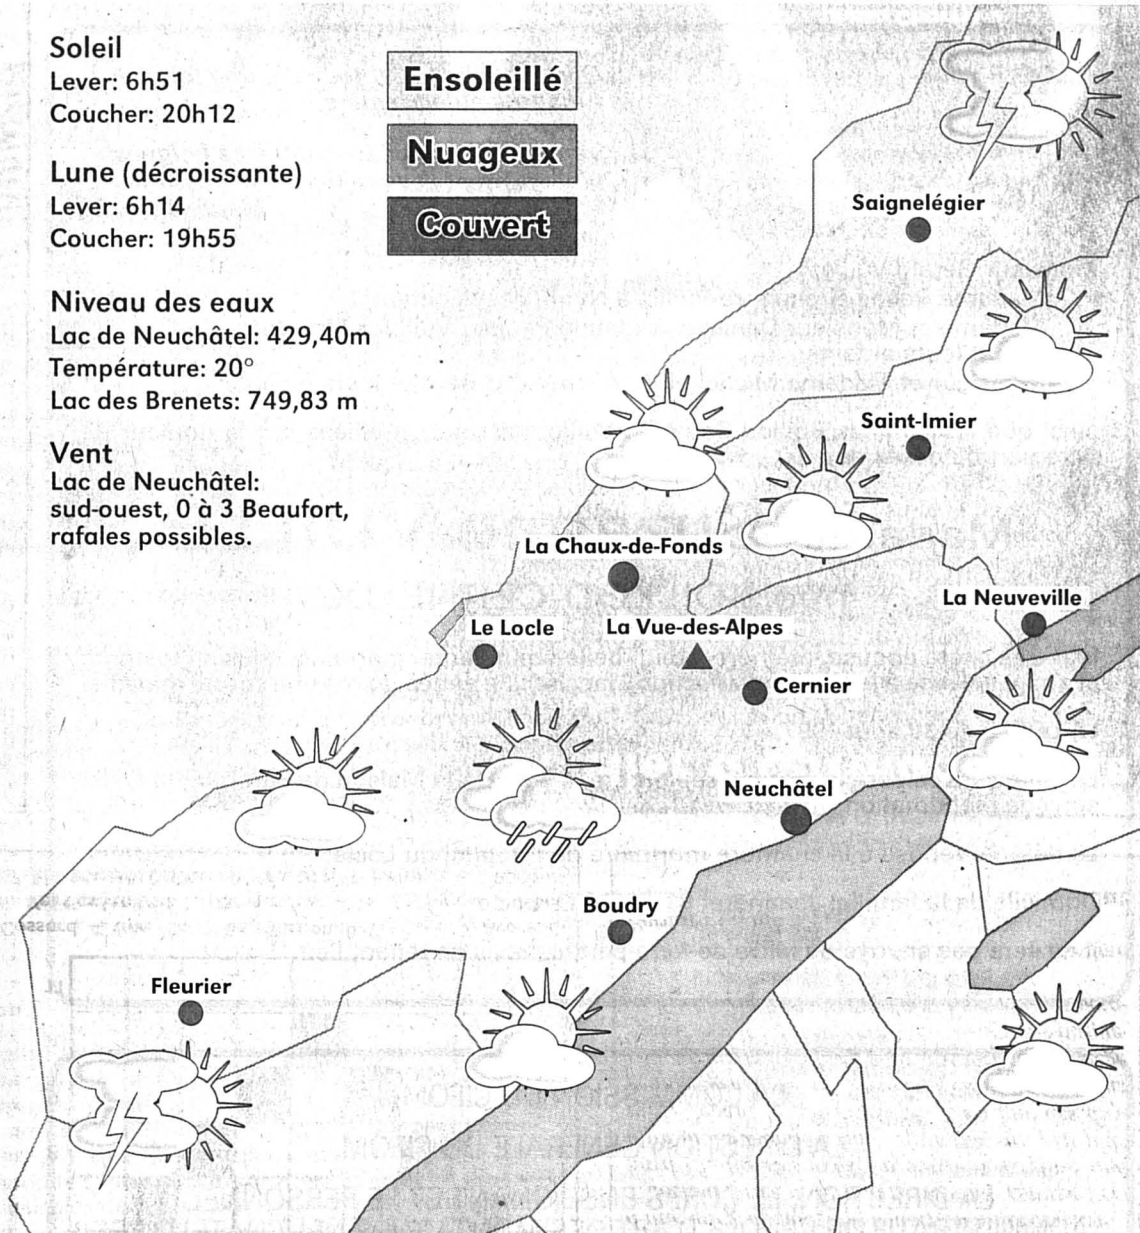 Soleil
Lever: 6h51
Coucher: 20h12
Lune (décroissante)
Lever: 6h14
Coucher: 19h55
Niveau des eaux
Lac de Neuchâtel: 429,40m
Température: 20°
Lac des Brenets: 749,83 m
Vent
Lac de Neuchâtel:
sud-ouest, 0 à 3 Beaufort,
rafales possibles.
Ensoleillé
Nuageux
Couvert
Saignelégier
Saint-Imier
La Chaux-de-Fonds
La Neuveville
Le Locle
La Vue-des-Alpes
Cernier
Neuchâtel
Boudry
Fleurier